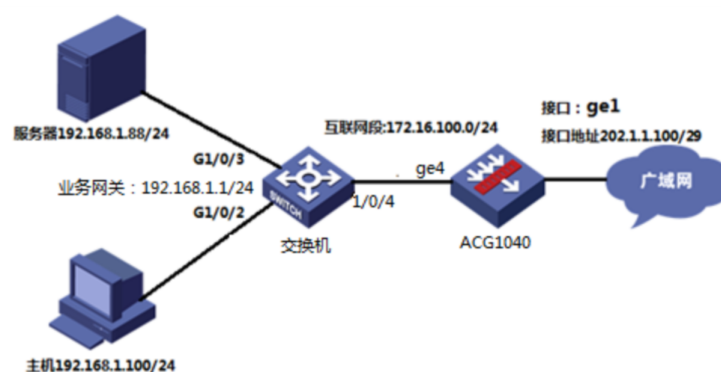 服务器192.168.1.88/24
G1/0/3
业务网关：192.168.1.1/24
G1/0/2
SWITCH
交换机
1/0/4
互联网段:172.16.100.0/24
ge4
ACG1040
接口：ge1
接口地址202.1.1.100/29
广域网
主机192.168.1.100/24